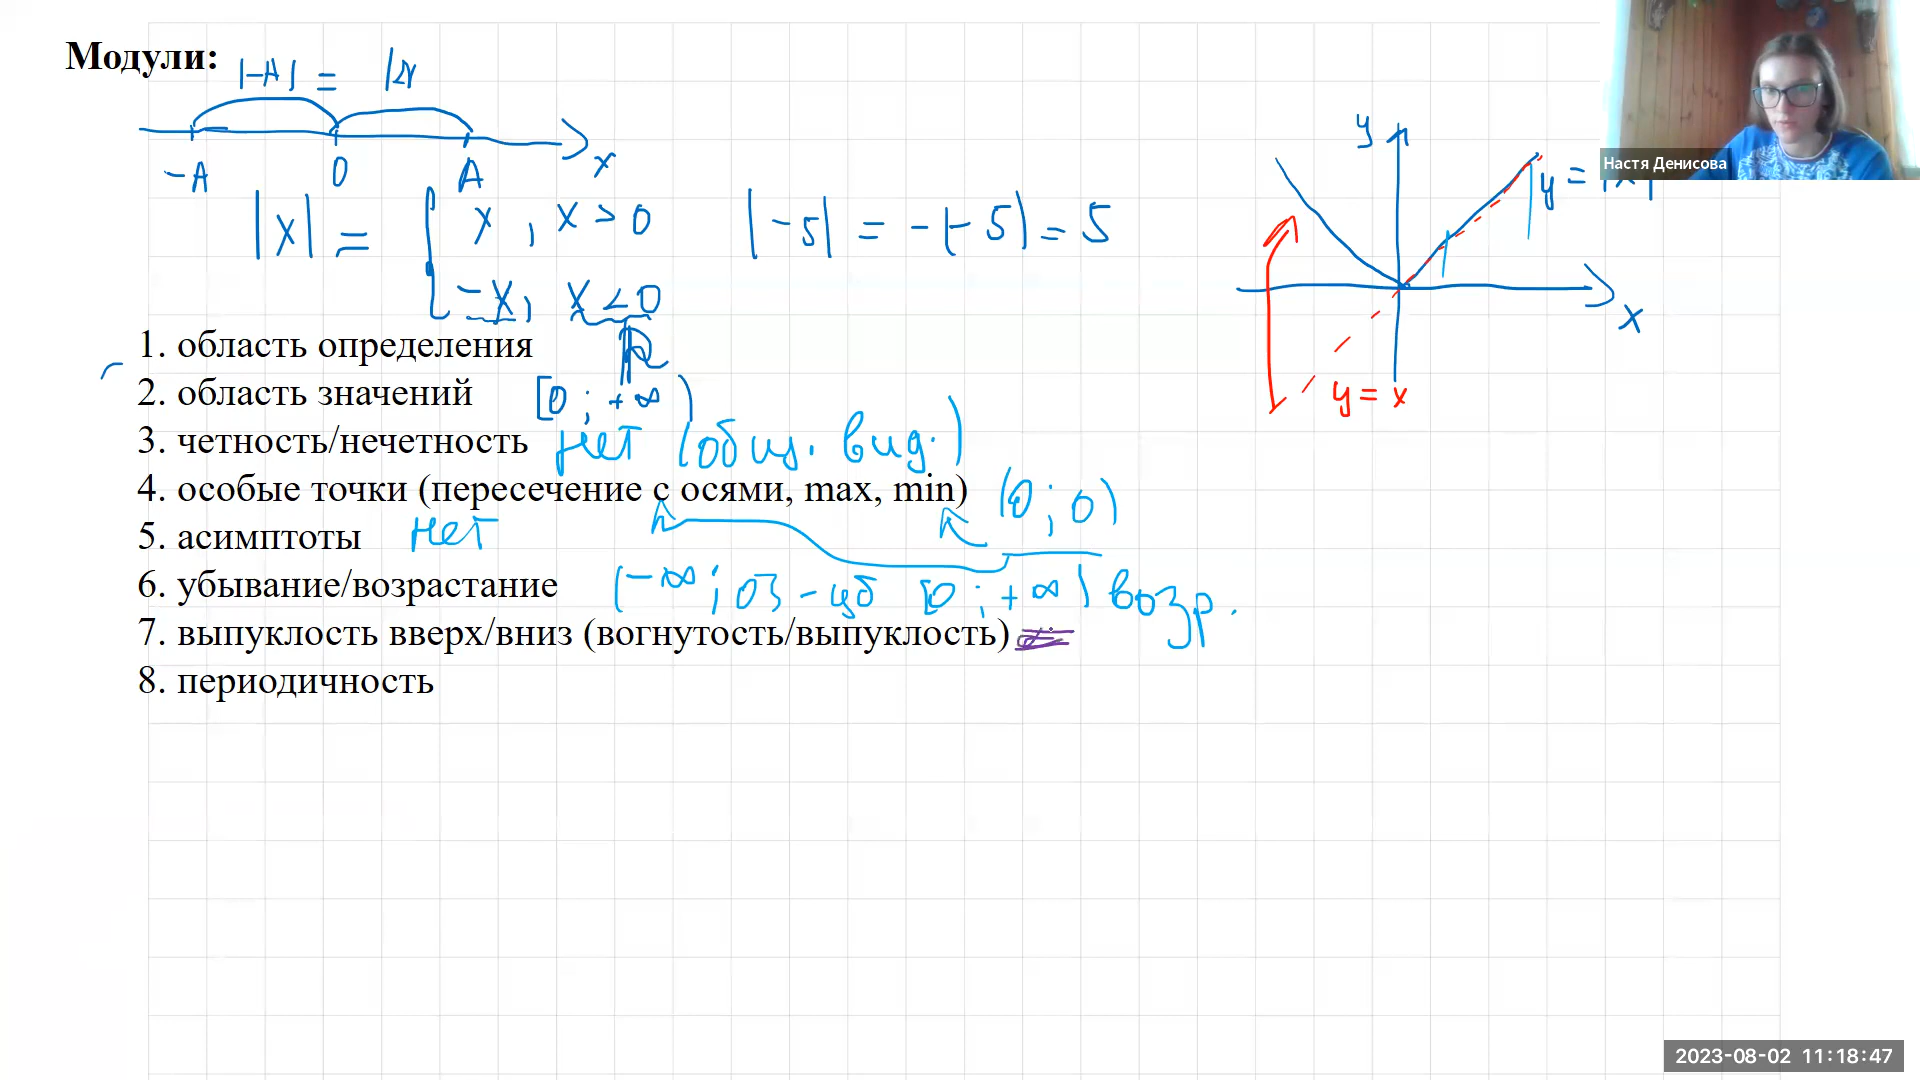 Модули:
|-A| =
-A 0 A x
|x| = { x, x > 0
-x, x < 0
|-5| = -(-5) = 5
y
y = |x|
x
y = x
Настя Денисова
1. область определения R
2. область значений [0; +∞)
3. четность/нечетность нет (общ. вид.)
4. особые точки (пересечение с осями, max, min) (0; 0)
5. асимптоты нет
6. убывание/возрастание (-∞; 0] - уб [0; +∞) возр.
7. выпуклость вверх/вниз (вогнутость/выпуклость)
8. периодичность
2023-08-02 11:18:47